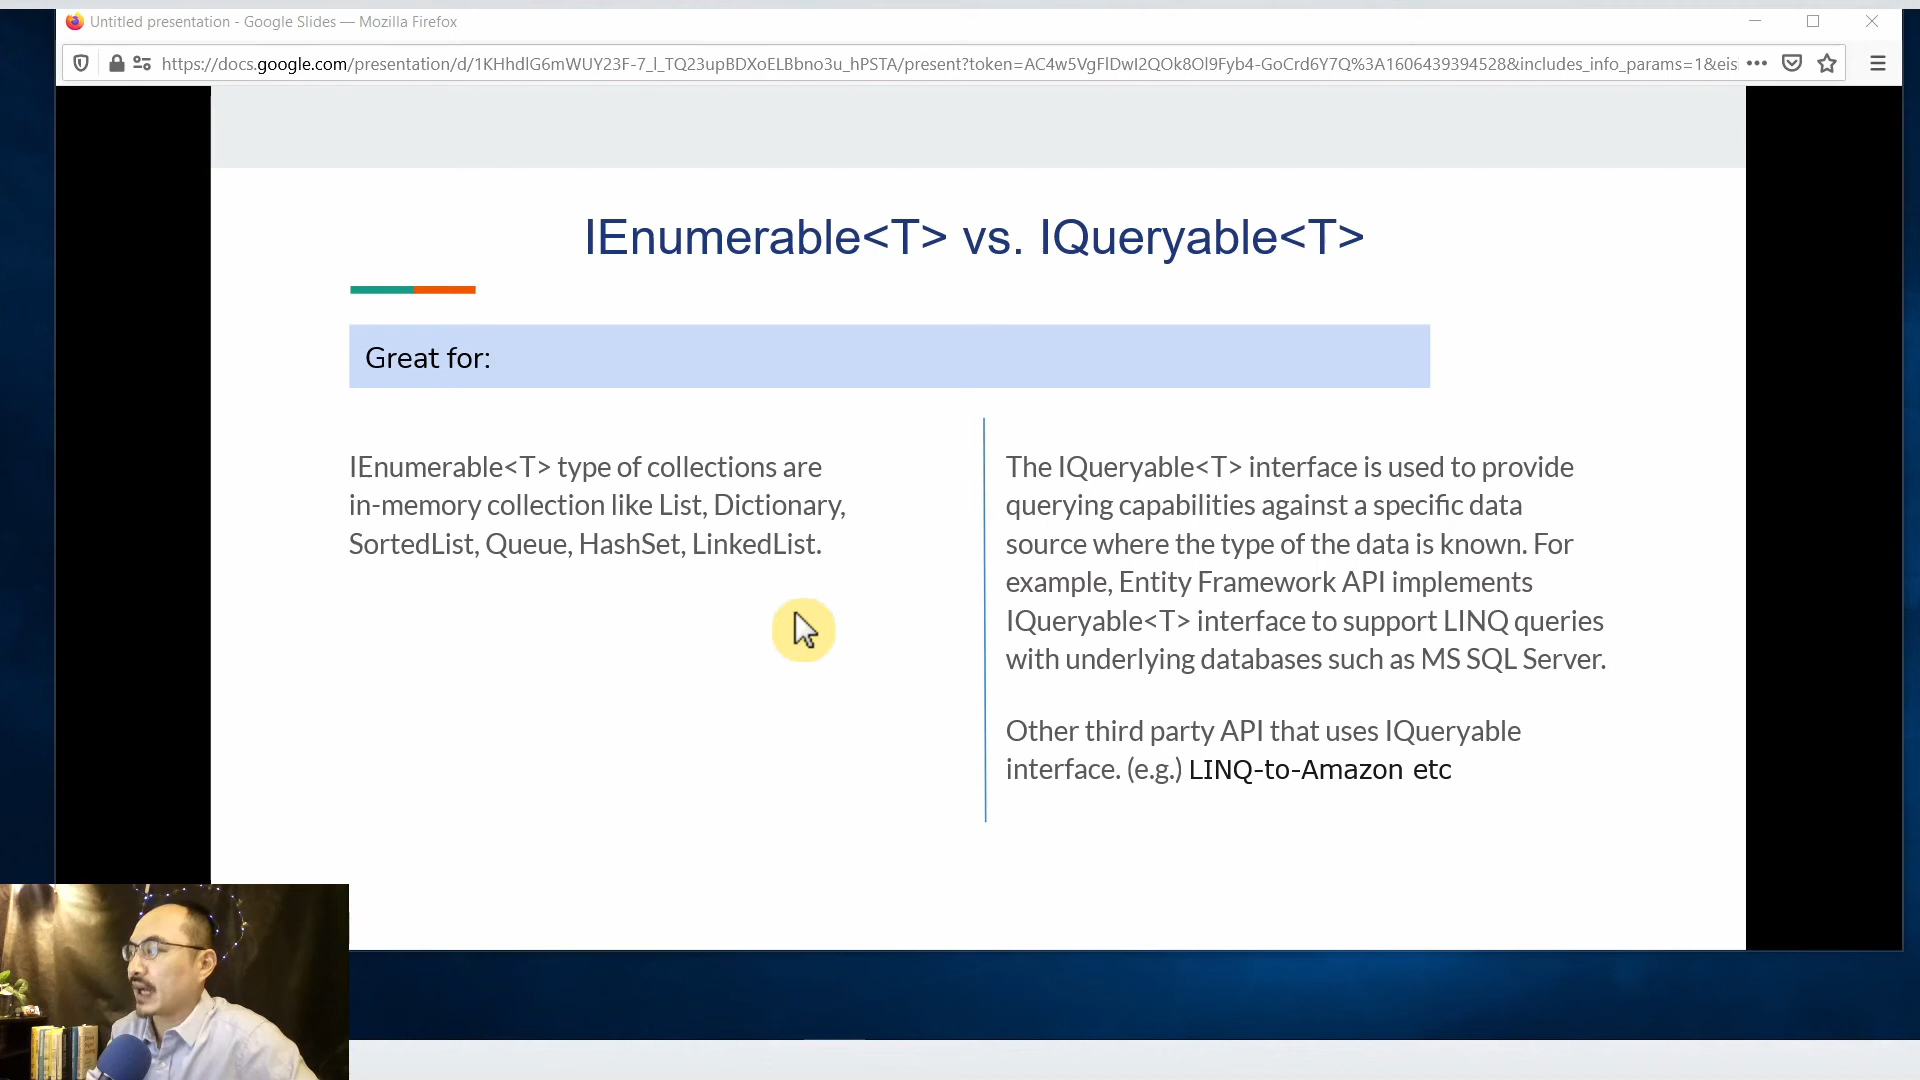 Untitled presentation - Google Slides — Mozilla Firefox
https://docs.google.com/presentation/d/1KHhdlG6mWUY23F-7_l_TQ23upBDXoELBbno3u_hPSTA/present?token=AC4w5VgFlDwI2QOk8Ol9Fyb4-GoCrd6Y7Q%3A1606439394528&includes_info_params=1&eis
IEnumerable<T> vs. IQueryable<T>
Great for:
IEnumerable<T> type of collections are
in-memory collection like List, Dictionary,
SortedList, Queue, HashSet, LinkedList.
The IQueryable<T> interface is used to provide
querying capabilities against a specific data
source where the type of the data is known. For
example, Entity Framework API implements
IQueryable<T> interface to support LINQ queries
with underlying databases such as MS SQL Server.
Other third party API that uses IQueryable
interface. (e.g.) LINQ-to-Amazon etc